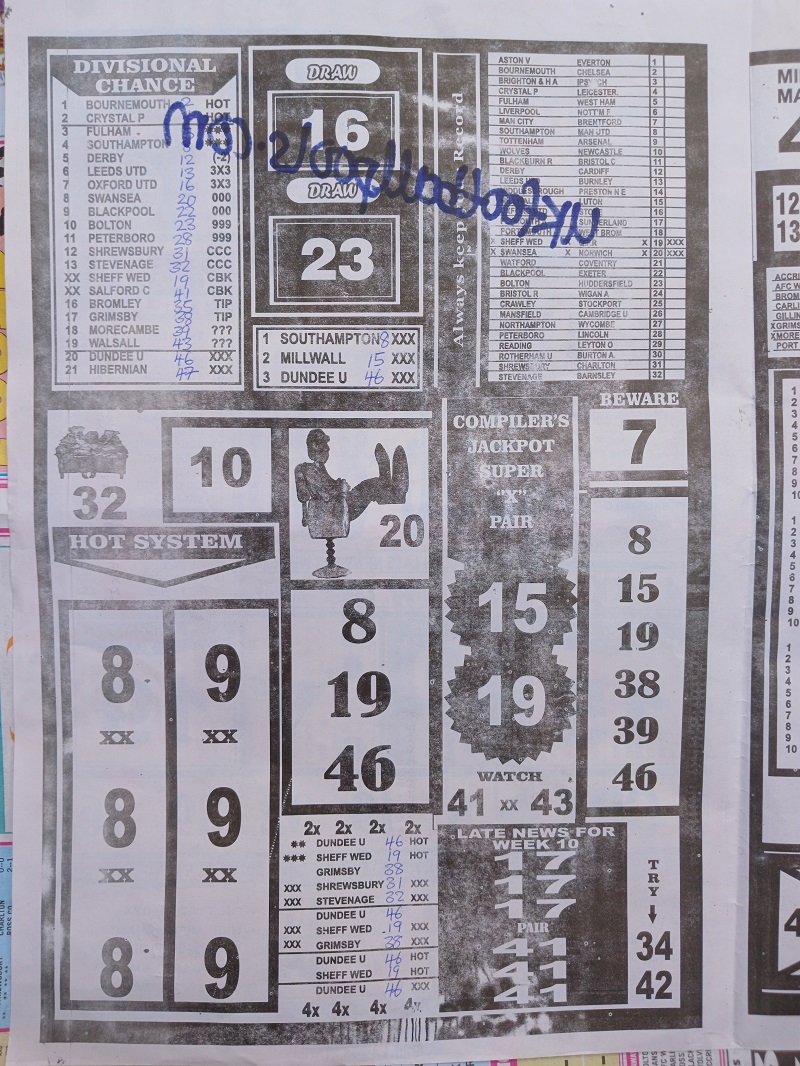 DIVISIONAL
CHANCE
1 BOURNEMOUTH 2 HOT
2 CRYSTAL P
3 FULHAM
4 SOUTHAMPTON
5 DERBY 12 (-2)
6 LEEDS UTD 13 3X3
7 OXFORD UTD 16 3X3
8 SWANSEA 20 000
9 BLACKPOOL 22 000
10 BOLTON 23 999
11 PETERBORO 28 999
12 SHREWSBURY 31 CCC
13 STEVENAGE 32 CCC
XX SHEFF WED 19 CBK
XX SALFORD C 41 CBK
16 BROMLEY 35 TIP
17 GRIMSBY 38 TIP
18 MORECAMBE 39 ???
19 WALSALL 43 ???
20 DUNDEE U 46 XXX
21 HIBERNIAN 47 XXX
DRAW
16
DRAW
23
1 SOUTHAMPTON 8 XXX
2 MILLWALL 15 XXX
3 DUNDEE U 46 XXX
Always keep Record
ASTON V EVERTON 1
BOURNEMOUTH CHELSEA 2
BRIGHTON & H A 3
CRYSTAL P LEICESTER 4
FULHAM WEST HAM 5
LIVERPOOL NOTT'M F 6
MAN CITY BRENTFORD 7
SOUTHAMPTON MAN UTD 8
TOTTENHAM ARSENAL 9
WOLVES NEWCASTLE 10
BLACKBURN R BRISTOL C 11
DERBY CARDIFF 12
LEEDS BURNLEY 13
PRESTON N E 14
15
16
17
18
X SHEFF WED X 19 XXX
X SWANSEA X NORWICH X 20 XXX
WATFORD COVENTRY 21
BLACKPOOL EXETER 22
BOLTON HUDDERSFIELD 23
BRISTOL R WIGAN A 24
CRAWLEY STOCKPORT 25
MANSFIELD CAMBRIDGE U 26
NORTHAMPTON WYCOMBE 27
PETERBORO LINCOLN 28
READING LEYTON O 29
ROTHERHAM U BURTON A. 30
SHREWSBURY CHARLTON 31
STEVENAGE BARNSLEY 32
32
10
20
HOT SYSTEM
8 9
XX XX
8 9
XX XX
8 9
8
19
46
2x 2x 2x 2x
** DUNDEE U 46 HOT
*** SHEFF WED 19 HOT
GRIMSBY 38
XXX SHREWSBURY 31 XXX
XXX STEVENAGE 32 XXX
DUNDEE U 46
XXX SHEFF WED 19 XXX
XXX GRIMSBY 38 XXX
DUNDEE U 46 HOT
SHEFF WED 19 HOT
DUNDEE U 46 XXX
4x 4x 4x 4x
COMPILER'S
JACKPOT
SUPER
"X"
PAIR
15
19
WATCH
41 XX 43
BEWARE
7
8
15
19
38
39
46
LATE NEWS FOR
WEEK 10
17
17
17
PAIR
41
41
41
TRY
34
42
12
13